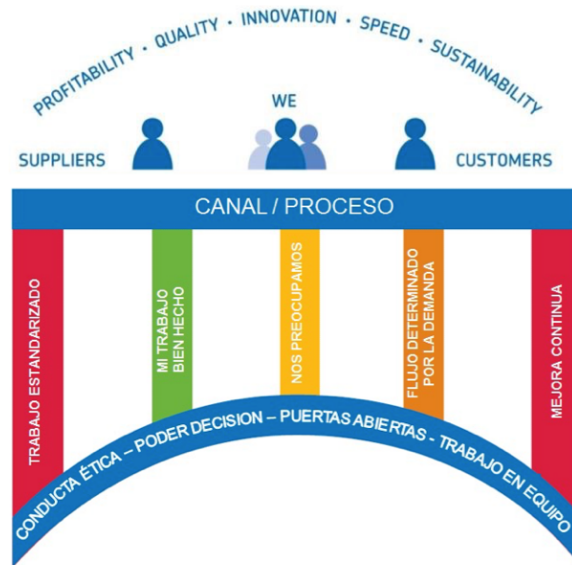 PROFITABILITY · QUALITY · INNOVATION · SPEED · SUSTAINABILITY
WE
SUPPLIERS
CUSTOMERS
CANAL / PROCESO
TRABAJO ESTANDARIZADO
MI TRABAJO
BIEN HECHO
NOS PREOCUPAMOS
FLUJO DETERMINADO
POR LA DEMANDA
MEJORA CONTINUA
CONDUCTA ÉTICA – PODER DECISION – PUERTAS ABIERTAS - TRABAJO EN EQUIPO